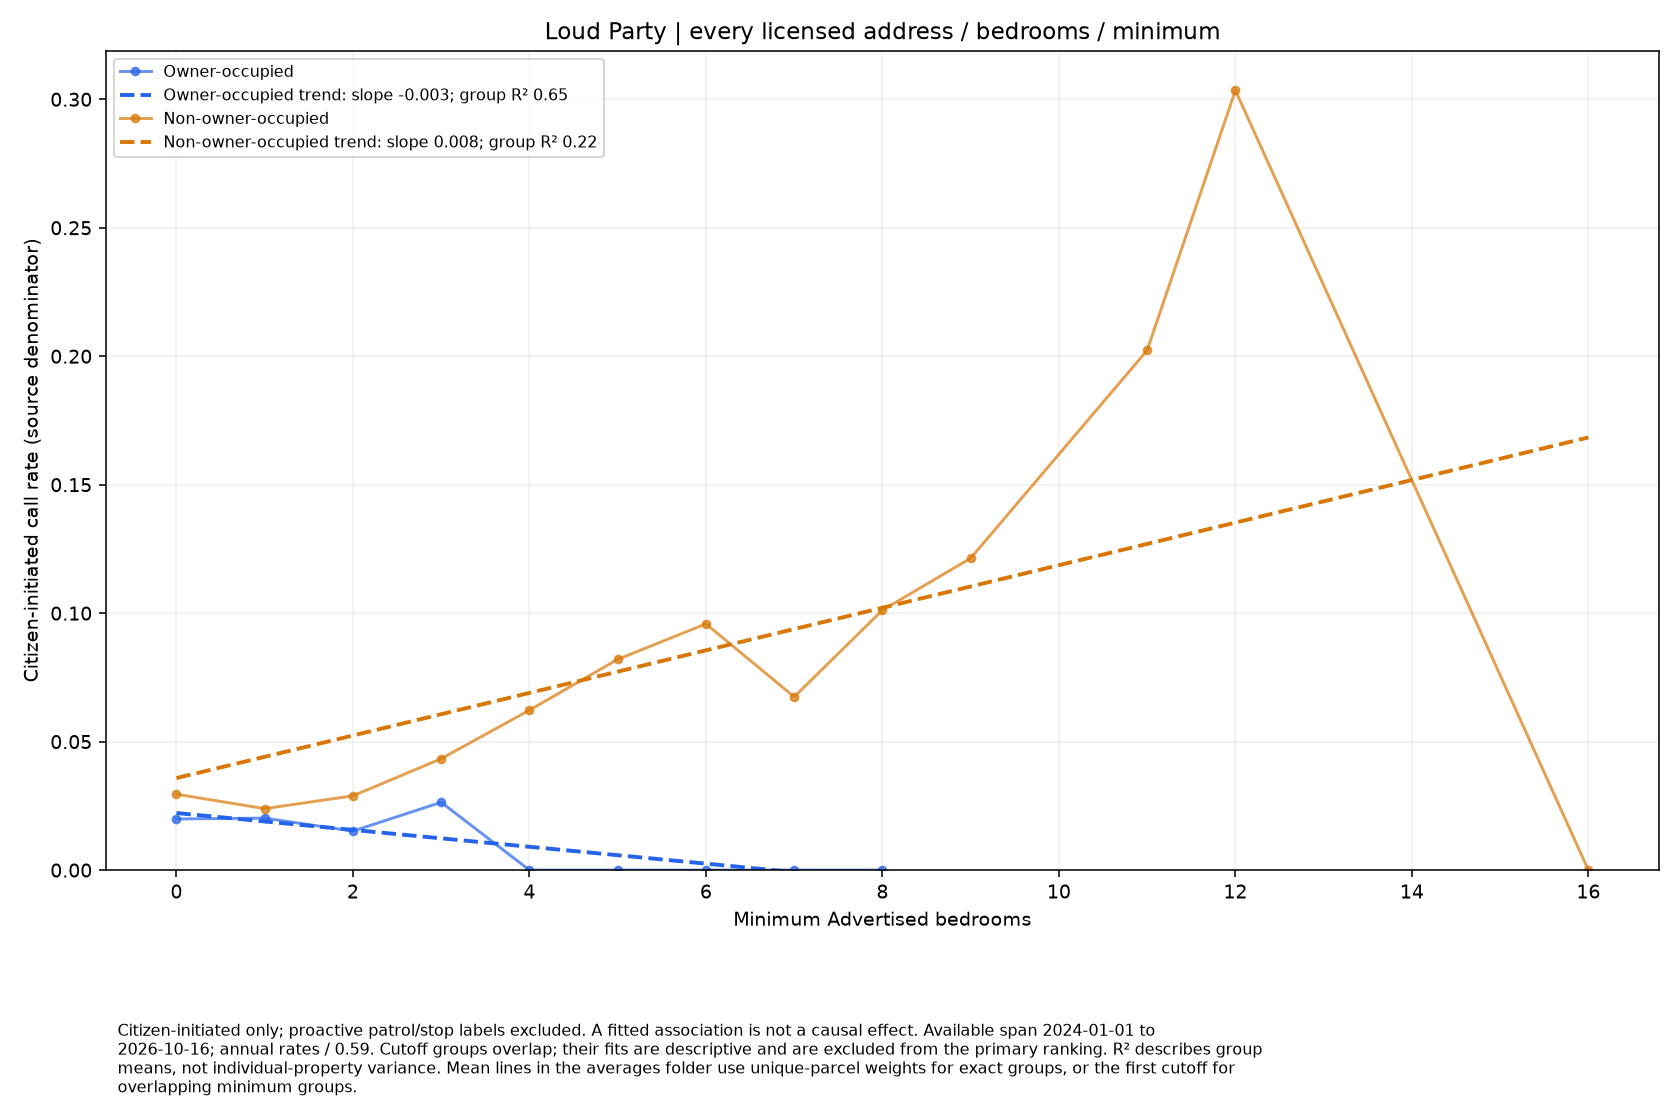 Loud Party | every licensed address / bedrooms / minimum
Owner-occupied
Owner-occupied trend: slope -0.003; group R² 0.65
Non-owner-occupied
Non-owner-occupied trend: slope 0.008; group R² 0.22
Citizen-initiated call rate (source denominator)
0.30
0.25
0.20
0.15
0.10
0.05
0.00
0 2 4 6 8 10 12 14 16
Minimum Advertised bedrooms
Citizen-initiated only; proactive patrol/stop labels excluded. A fitted association is not a causal effect. Available span 2024-01-01 to
2026-10-16; annual rates / 0.59. Cutoff groups overlap; their fits are descriptive and are excluded from the primary ranking. R² describes group
means, not individual-property variance. Mean lines in the averages folder use unique-parcel weights for exact groups, or the first cutoff for
overlapping minimum groups.